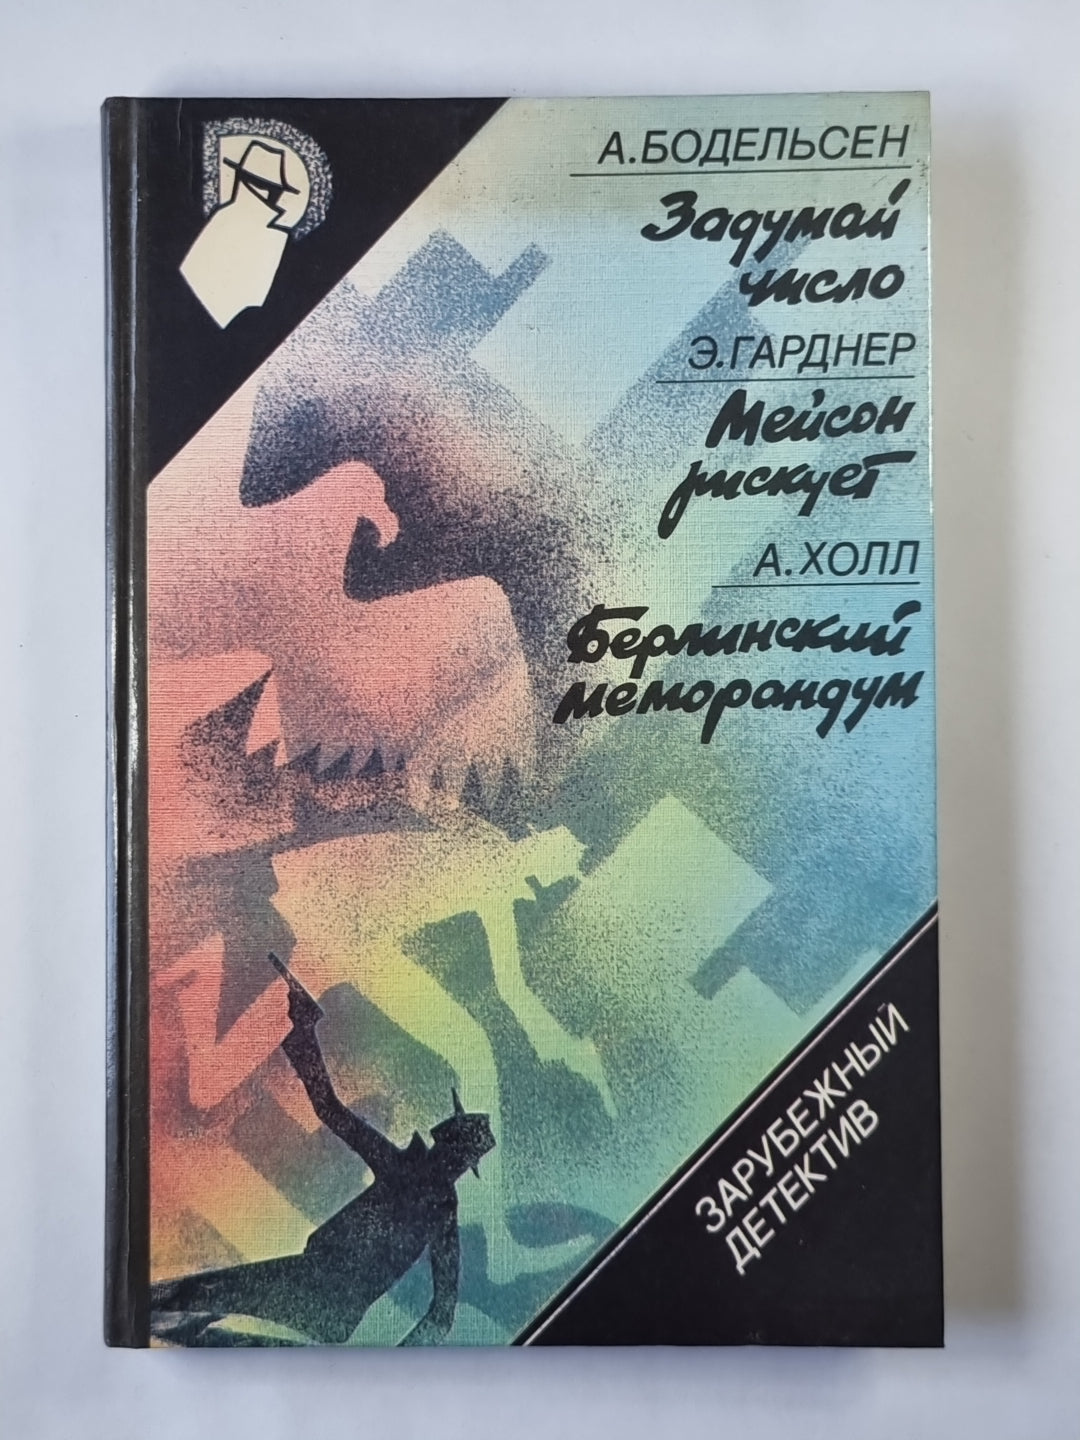 А.БОДЕЛЬСЕН
Задумай
число
Э.ГАРДНЕР
Мейсон
рискует
А.ХОЛЛ
Берлинский
меморандум
ЗАРУБЕЖНЫЙ
ДЕТЕКТИВ